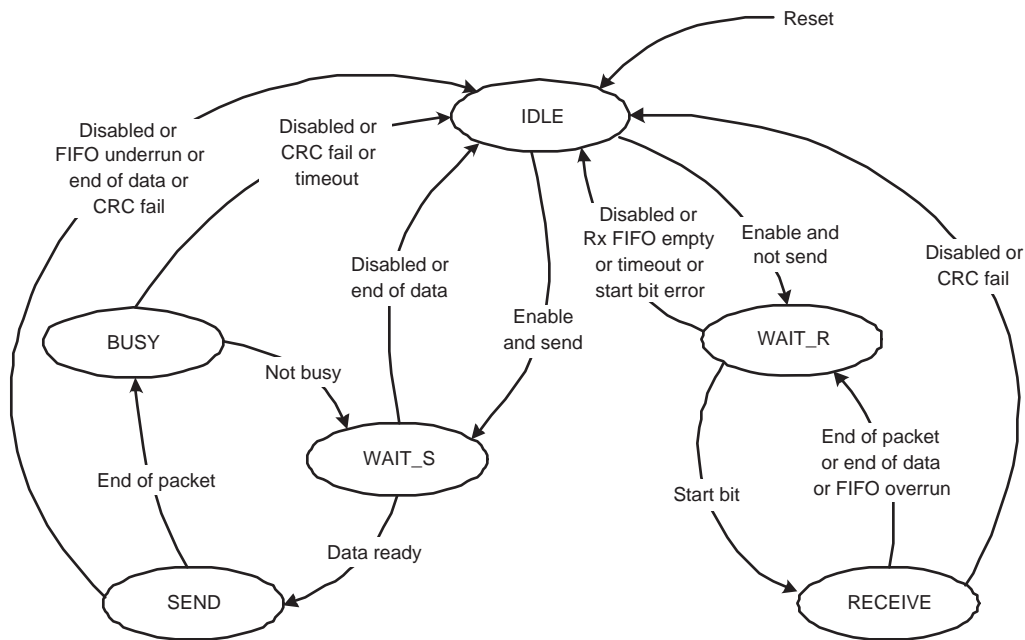 Reset
IDLE
Disabled or
FIFO underrun or
end of data or
CRC fail
Disabled or
CRC fail or
timeout
Disabled or
end of data
Enable
and send
Disabled or
Rx FIFO empty
or timeout or
start bit error
Enable and
not send
Disabled or
CRC fail
BUSY
Not busy
WAIT_S
WAIT_R
End of packet
Data ready
SEND
Start bit
End of packet
or end of data
or FIFO overrun
RECEIVE